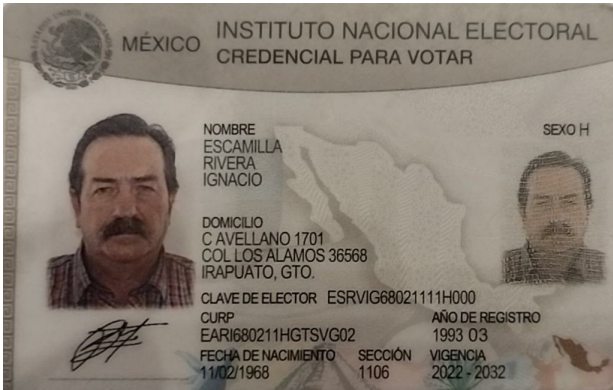 MÉXICO
INSTITUTO NACIONAL ELECTORAL
CREDENCIAL PARA VOTAR
NOMBRE
SEXO H
ESCAMILLA
RIVERA
IGNACIO
DOMICILIO
C AVELLANO 1701
COL LOS ALAMOS 36568
IRAPUATO, GTO.
CLAVE DE ELECTOR ESRVIG68021111H000
CURP
AÑO DE REGISTRO
EARI680211HGTSVG02
1993 03
FECHA DE NACIMIENTO SECCIÓN VIGENCIA
11/02/1968 1106 2022 - 2032